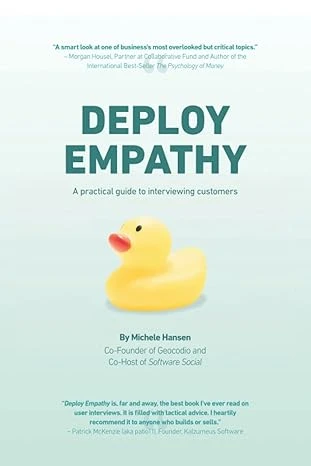 "A smart look at one of business's most overlooked but critical topics."
– Morgan Housel, Partner at Collaborative Fund and Author of the
International Best-Seller The Psychology of Money
DEPLOY
EMPATHY
A practical guide to interviewing customers
By Michele Hansen
Co-Founder of Geocodio and
Co-Host of Software Social
"Deploy Empathy is, far and away, the best book I've ever read on
user interviews. It is filled with tactical advice. I heartily
recommend it to anyone who builds or sells."
– Patrick McKenzie (aka patio11), Founder, Kalzumeus Software